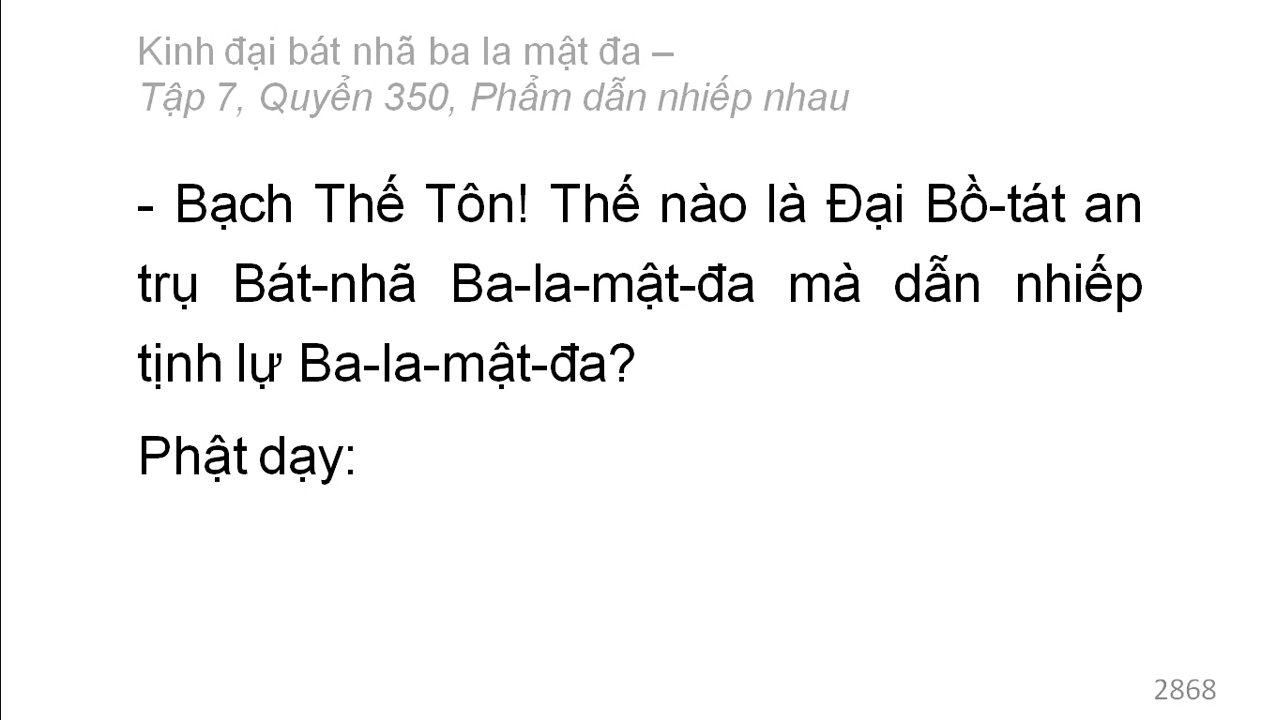 Kinh đại bát nhã ba la mật đa –
Tập 7, Quyển 350, Phẩm dẫn nhiếp nhau
- Bạch Thế Tôn! Thế nào là Đại Bồ-tát an
trụ Bát-nhã Ba-la-mật-đa mà dẫn nhiếp
tịnh lự Ba-la-mật-đa?
Phật dạy:
2868